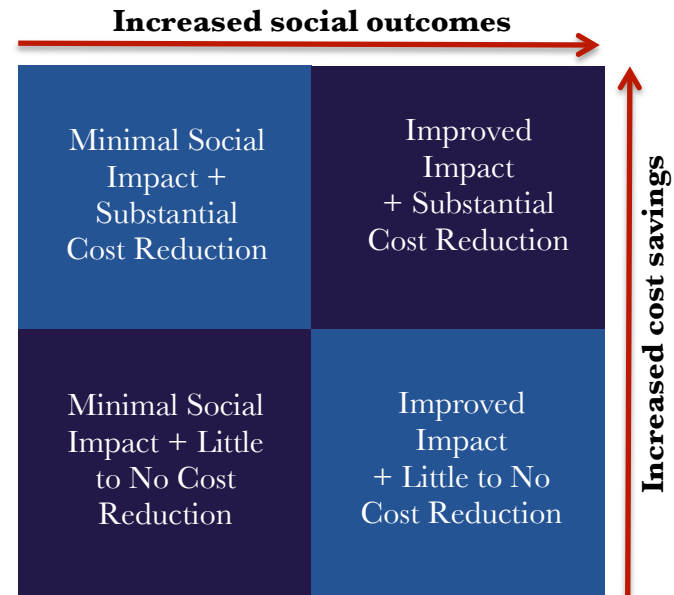 Increased social outcomes
Minimal Social
Impact +
Substantial
Cost Reduction
Improved
Impact
+ Substantial
Cost Reduction
Increased cost savings
Minimal Social
Impact + Little
to No Cost
Reduction
Improved
Impact
+ Little to No
Cost Reduction